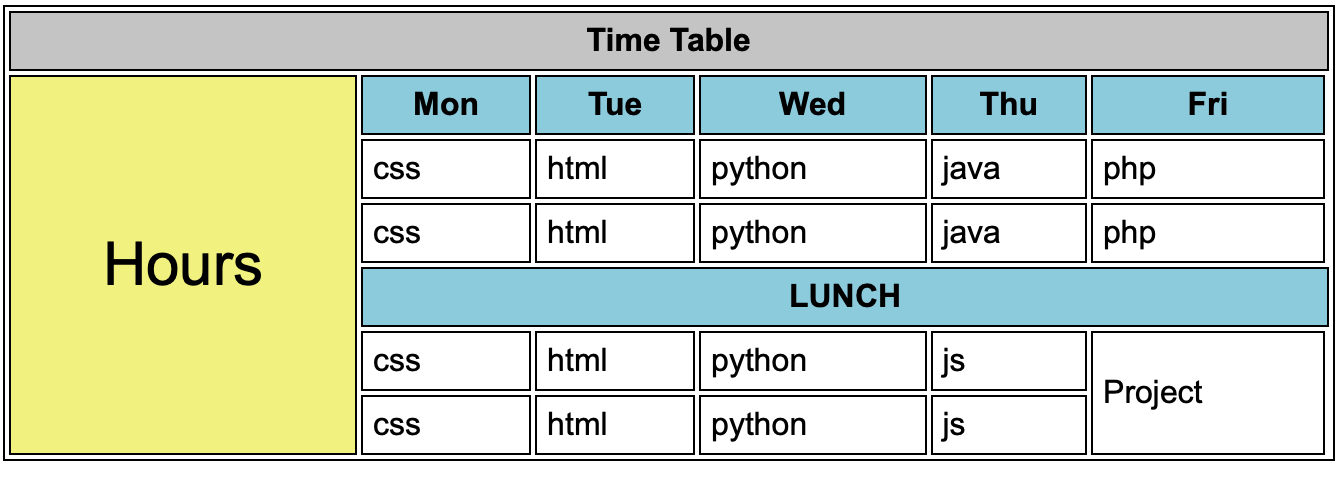 Time Table
Hours
Mon Tue Wed Thu Fri
css html python java php
css html python java php
LUNCH
css html python js Project
css html python js